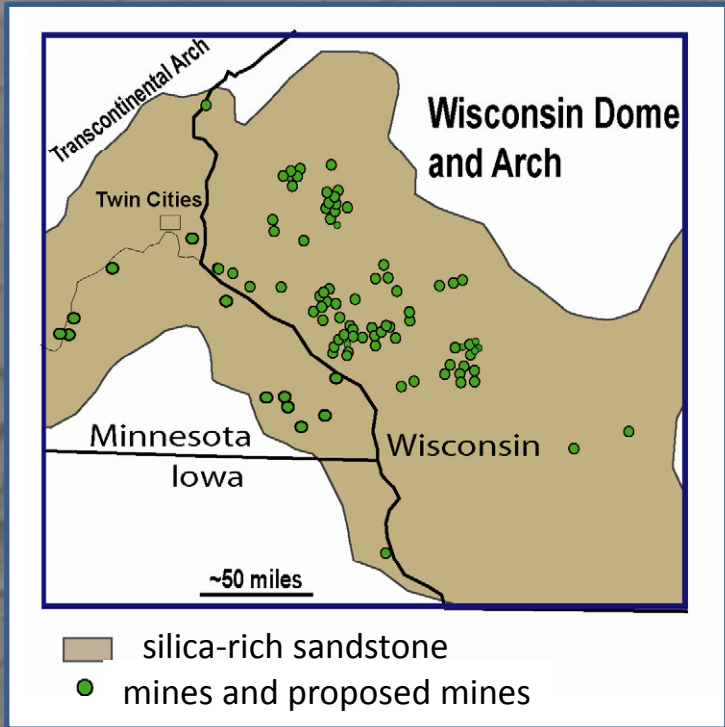 Transcontinental Arch
Wisconsin Dome
and Arch
Twin Cities
Minnesota
Wisconsin
Iowa
~50 miles
silica-rich sandstone
mines and proposed mines